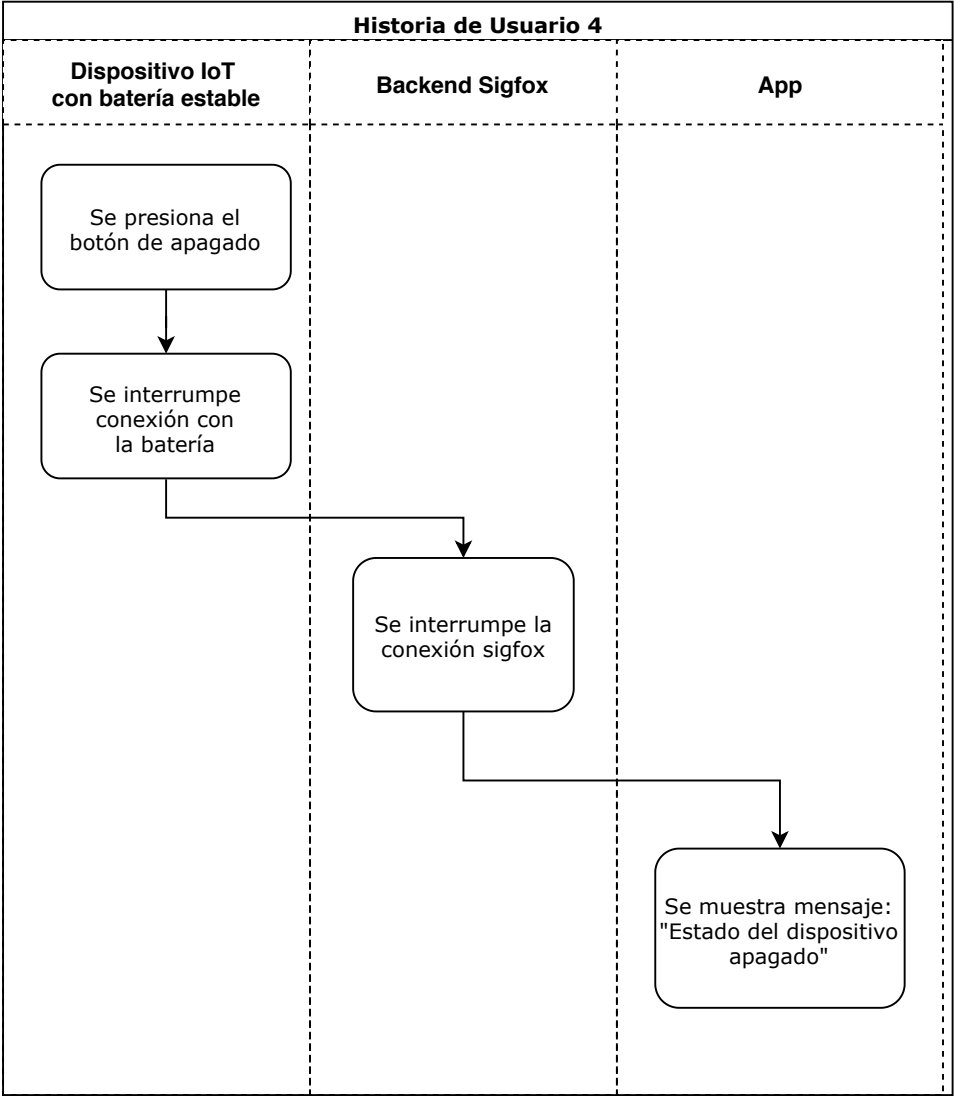 Historia de Usuario 4
Dispositivo IoT
con batería estable
Backend Sigfox
App
Se presiona el
botón de apagado
Se interrumpe
conexión con
la batería
Se interrumpe la
conexión sigfox
Se muestra mensaje:
"Estado del dispositivo
apagado"